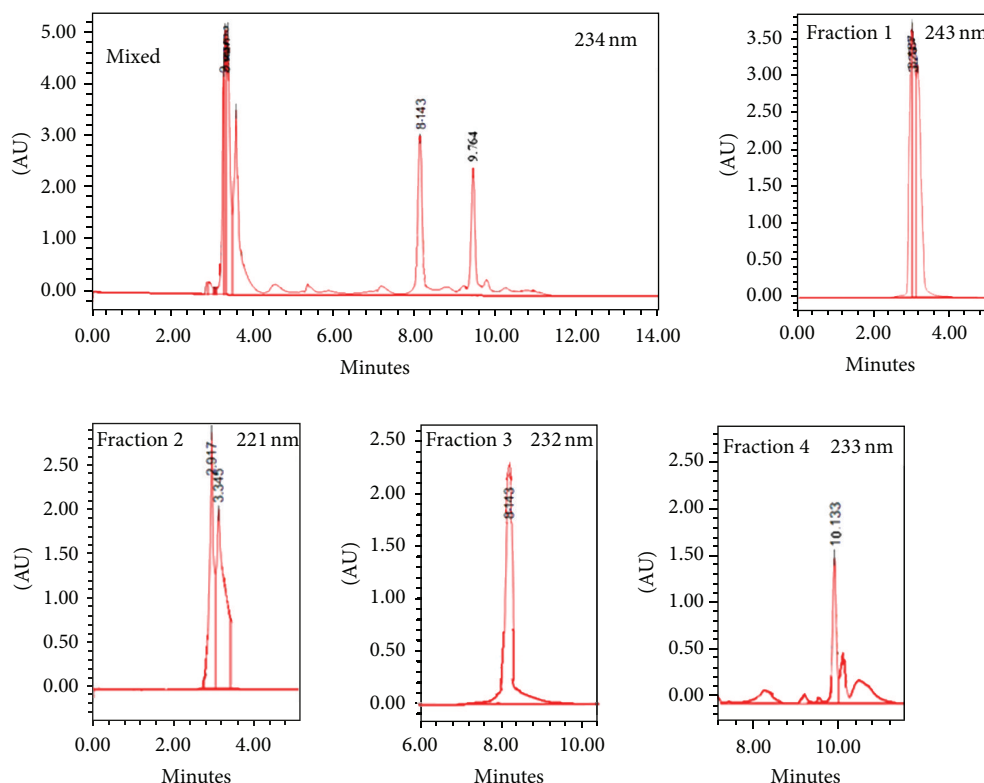 Mixed 234 nm
5.00
4.00
3.00
2.00
1.00
0.00
(AU)
8.143
9.764
0.00 2.00 4.00 6.00 8.00 10.00 12.00 14.00
Minutes
Fraction 1 243 nm
3.50
3.00
2.50
2.00
1.50
1.00
0.50
0.00
(AU)
0.00 2.00 4.00
Minutes
Fraction 2 221 nm
2.50
2.00
1.50
1.00
0.50
0.00
(AU)
2.917
3.345
0.00 2.00 4.00
Minutes
Fraction 3 232 nm
2.50
2.00
1.50
1.00
0.50
0.00
(AU)
8.143
6.00 8.00 10.00
Minutes
Fraction 4 233 nm
2.50
2.00
1.50
1.00
0.50
0.00
(AU)
10.133
8.00 10.00
Minutes